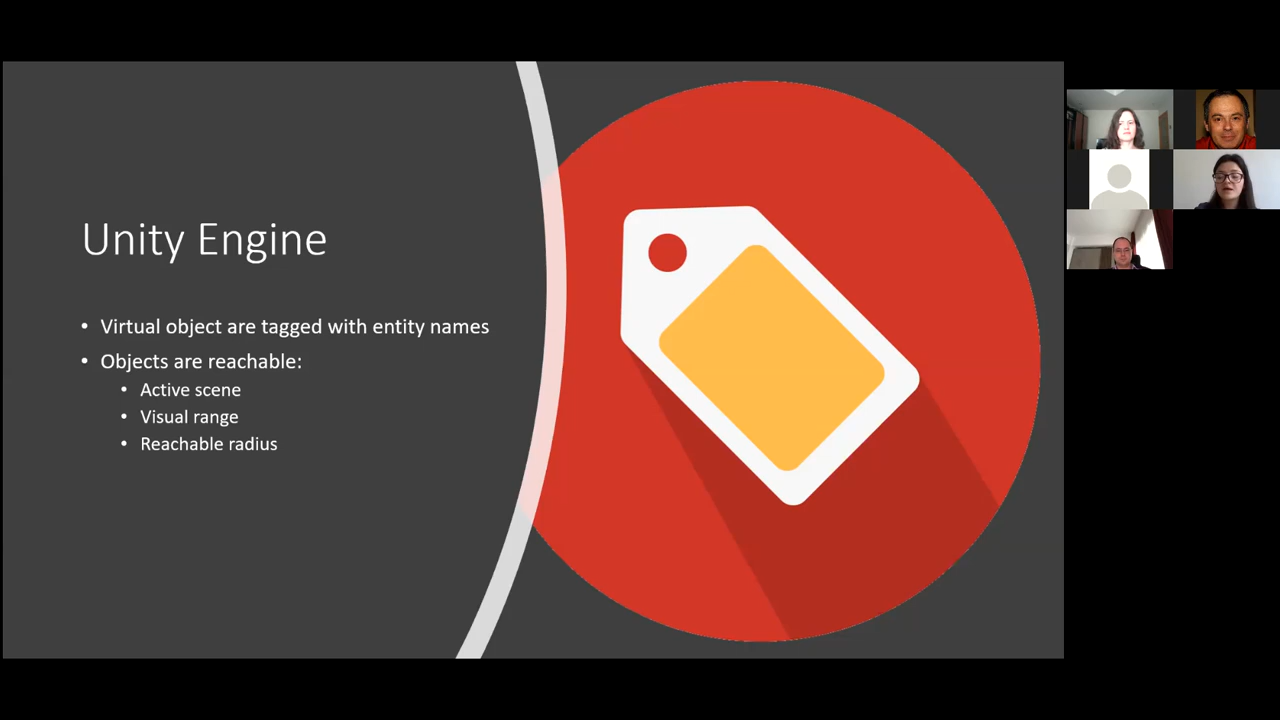 Unity Engine
• Virtual object are tagged with entity names
• Objects are reachable:
• Active scene
• Visual range
• Reachable radius